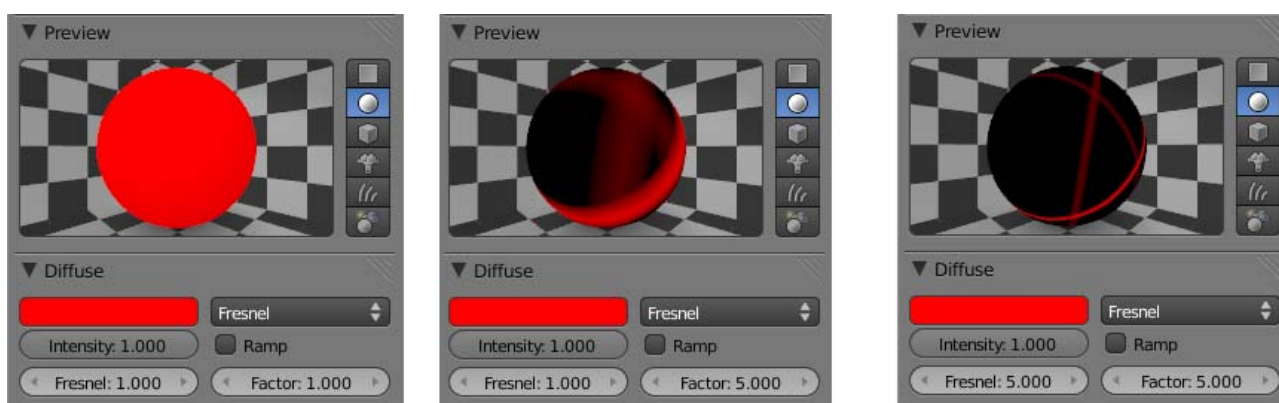 Preview
Diffuse
Fresnel
Intensity: 1.000
Ramp
Fresnel: 1.000
Factor: 1.000
Preview
Diffuse
Fresnel
Intensity: 1.000
Ramp
Fresnel: 1.000
Factor: 5.000
Preview
Diffuse
Fresnel
Intensity: 1.000
Ramp
Fresnel: 5.000
Factor: 5.000